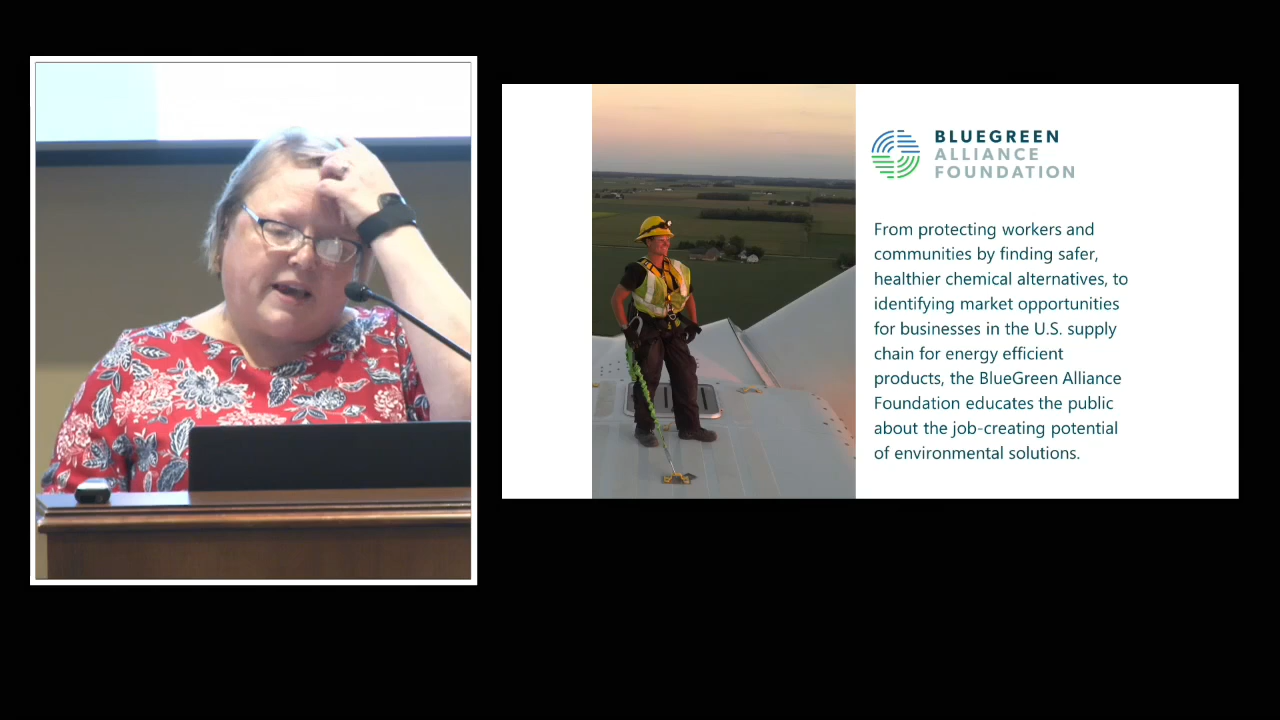 BLUEGREEN
ALLIANCE
FOUNDATION
From protecting workers and
communities by finding safer,
healthier chemical alternatives, to
identifying market opportunities
for businesses in the U.S. supply
chain for energy efficient
products, the BlueGreen Alliance
Foundation educates the public
about the job-creating potential
of environmental solutions.